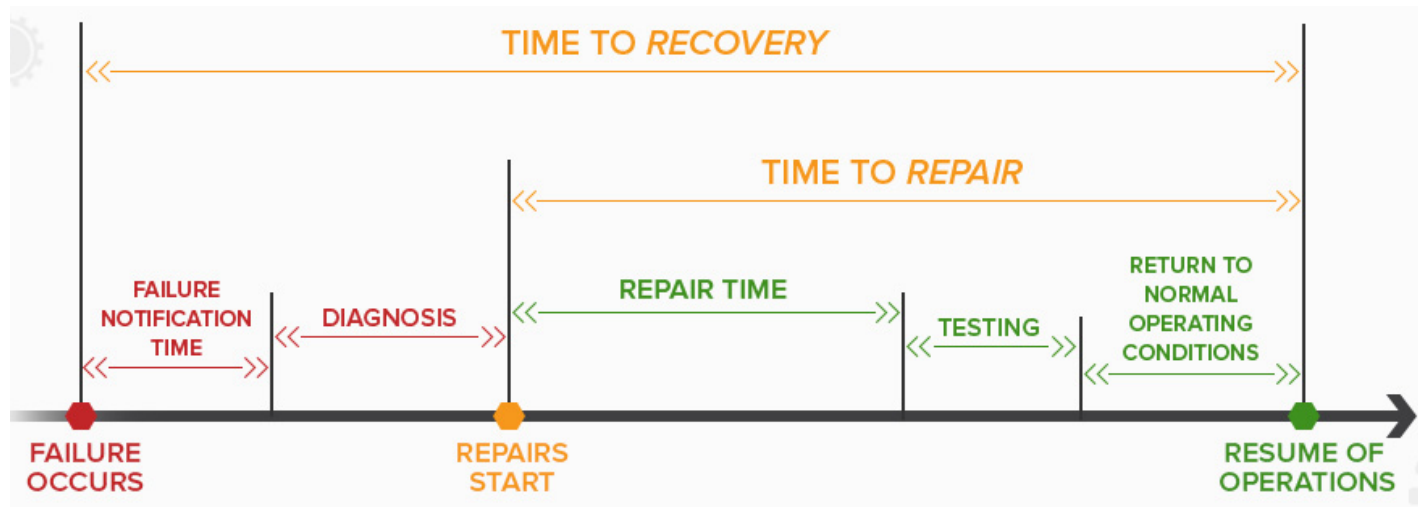 TIME TO RECOVERY
TIME TO REPAIR
FAILURE
NOTIFICATION
TIME
DIAGNOSIS
REPAIR TIME
TESTING
RETURN TO
NORMAL
OPERATING
CONDITIONS
FAILURE
OCCURS
REPAIRS
START
RESUME OF
OPERATIONS